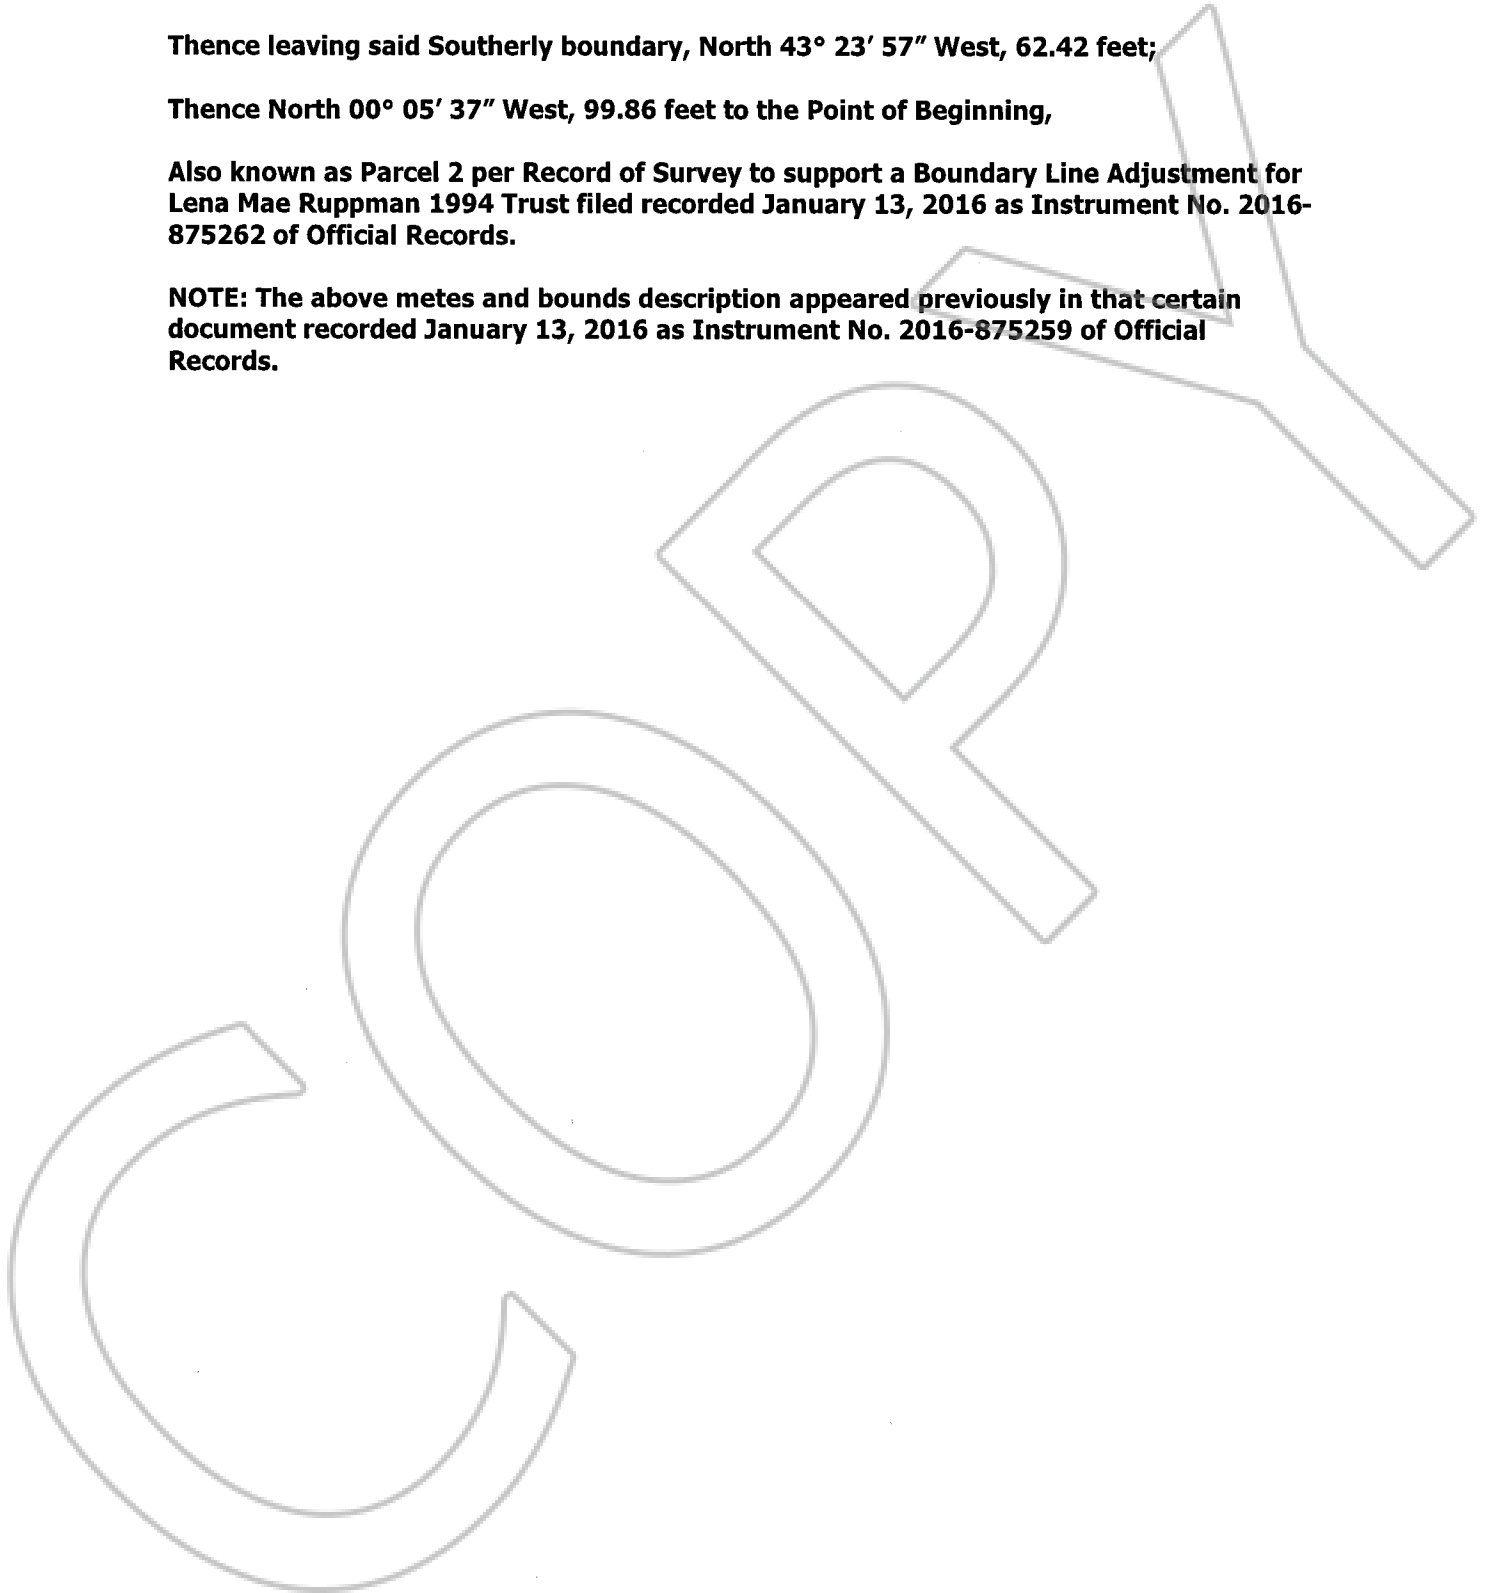 Thence leaving said Southerly boundary, North 43° 23′ 57″ West, 62.42 feet;
Thence North 00° 05′ 37″ West, 99.86 feet to the Point of Beginning,
Also known as Parcel 2 per Record of Survey to support a Boundary Line Adjustment for
Lena Mae Ruppman 1994 Trust filed recorded January 13, 2016 as Instrument No. 2016-
875262 of Official Records.
NOTE: The above metes and bounds description appeared previously in that certain
document recorded January 13, 2016 as Instrument No. 2016-875259 of Official
Records.
COPY